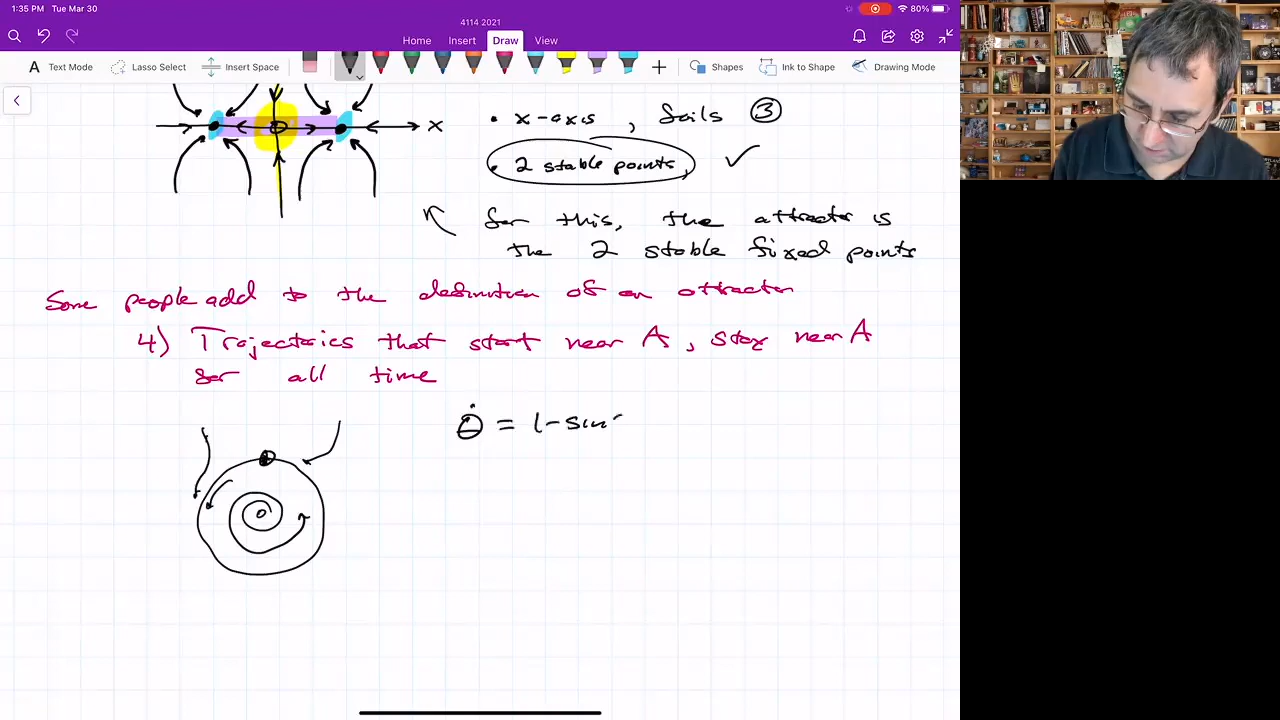 1:35 PM Tue Mar 30
80%
4114 2021
Home Insert Draw View
Text Mode Lasso Select Insert Space Shapes Ink to Shape Drawing Mode
x
• x-axis, fails ③
• 2 stable points, ✓
for this, the attractor is
the 2 stable fixed points
Some people add to the definition of an attractor
4) Trajectories that start near A, stay near A
for all time
θ̇ = 1 - sin